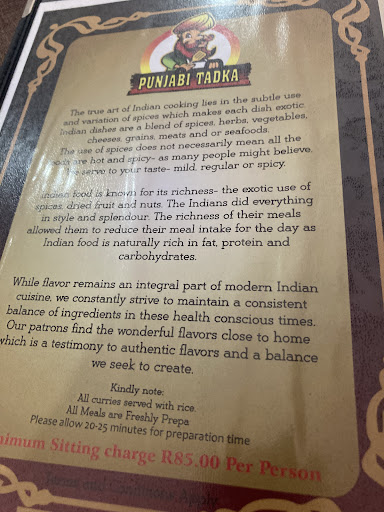 PUNJABI TADKA
The true art of Indian cooking lies in the subtle use
and variation of spices which makes each dish exotic.
Indian dishes are a blend of spices, herbs, vegetables,
cheeses, grains, meats and or seafoods.
The use of spices does not necessarily mean all the
are hot and spicy- as many people might believe.
serve to your taste- mild, regular or spicy.
Indian food is known for its richness- the exotic use of
spices, dried fruit and nuts. The Indians did everything
in style and splendour. The richness of their meals
allowed them to reduce their meal intake for the day as
Indian food is naturally rich in fat, protein and
carbohydrates.
While flavor remains an integral part of modern Indian
cuisine, we constantly strive to maintain a consistent
balance of ingredients in these health conscious times.
Our patrons find the wonderful flavors close to home
which is a testimony to authentic flavors and a balance
we seek to create.
Kindly note:
All curries served with rice.
All Meals are Freshly Prepa
Please allow 20-25 minutes for preparation time
nimum Sitting charge R85.00 Per Person
Terms and Conditions Apply